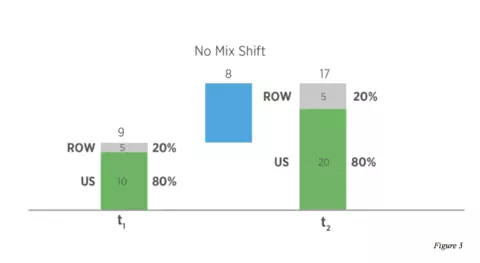 No Mix Shift
8
17
ROW 5 20%
9
ROW 5 20%
US 20 80%
US 10 80%
t1
t2
Figure 3